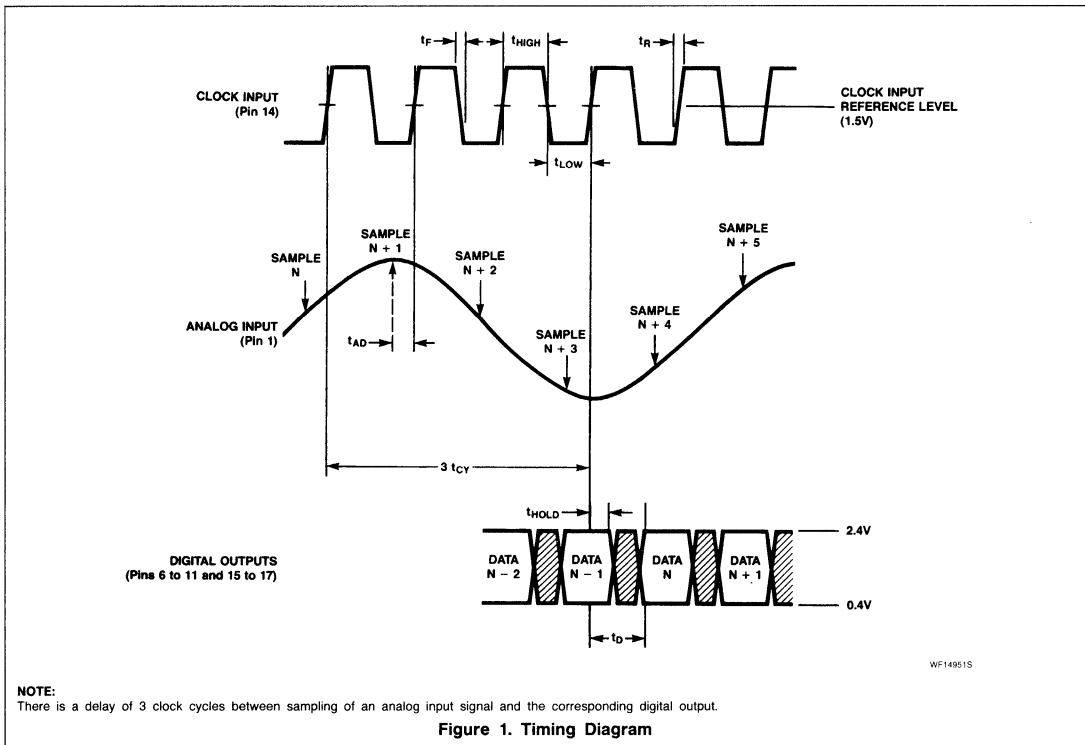 tF
tHIGH
tR
CLOCK INPUT
(Pin 14)
CLOCK INPUT
REFERENCE LEVEL
(1.5V)
tLOW
SAMPLE
N
SAMPLE
N + 1
SAMPLE
N + 2
SAMPLE
N + 3
SAMPLE
N + 4
SAMPLE
N + 5
ANALOG INPUT
(Pin 1)
tAD
3 tCY
tHOLD
DIGITAL OUTPUTS
(Pins 6 to 11 and 15 to 17)
DATA
N – 2
DATA
N – 1
DATA
N
DATA
N + 1
2.4V
0.4V
tD
WF14951S
NOTE:
There is a delay of 3 clock cycles between sampling of an analog input signal and the corresponding digital output.
Figure 1. Timing Diagram